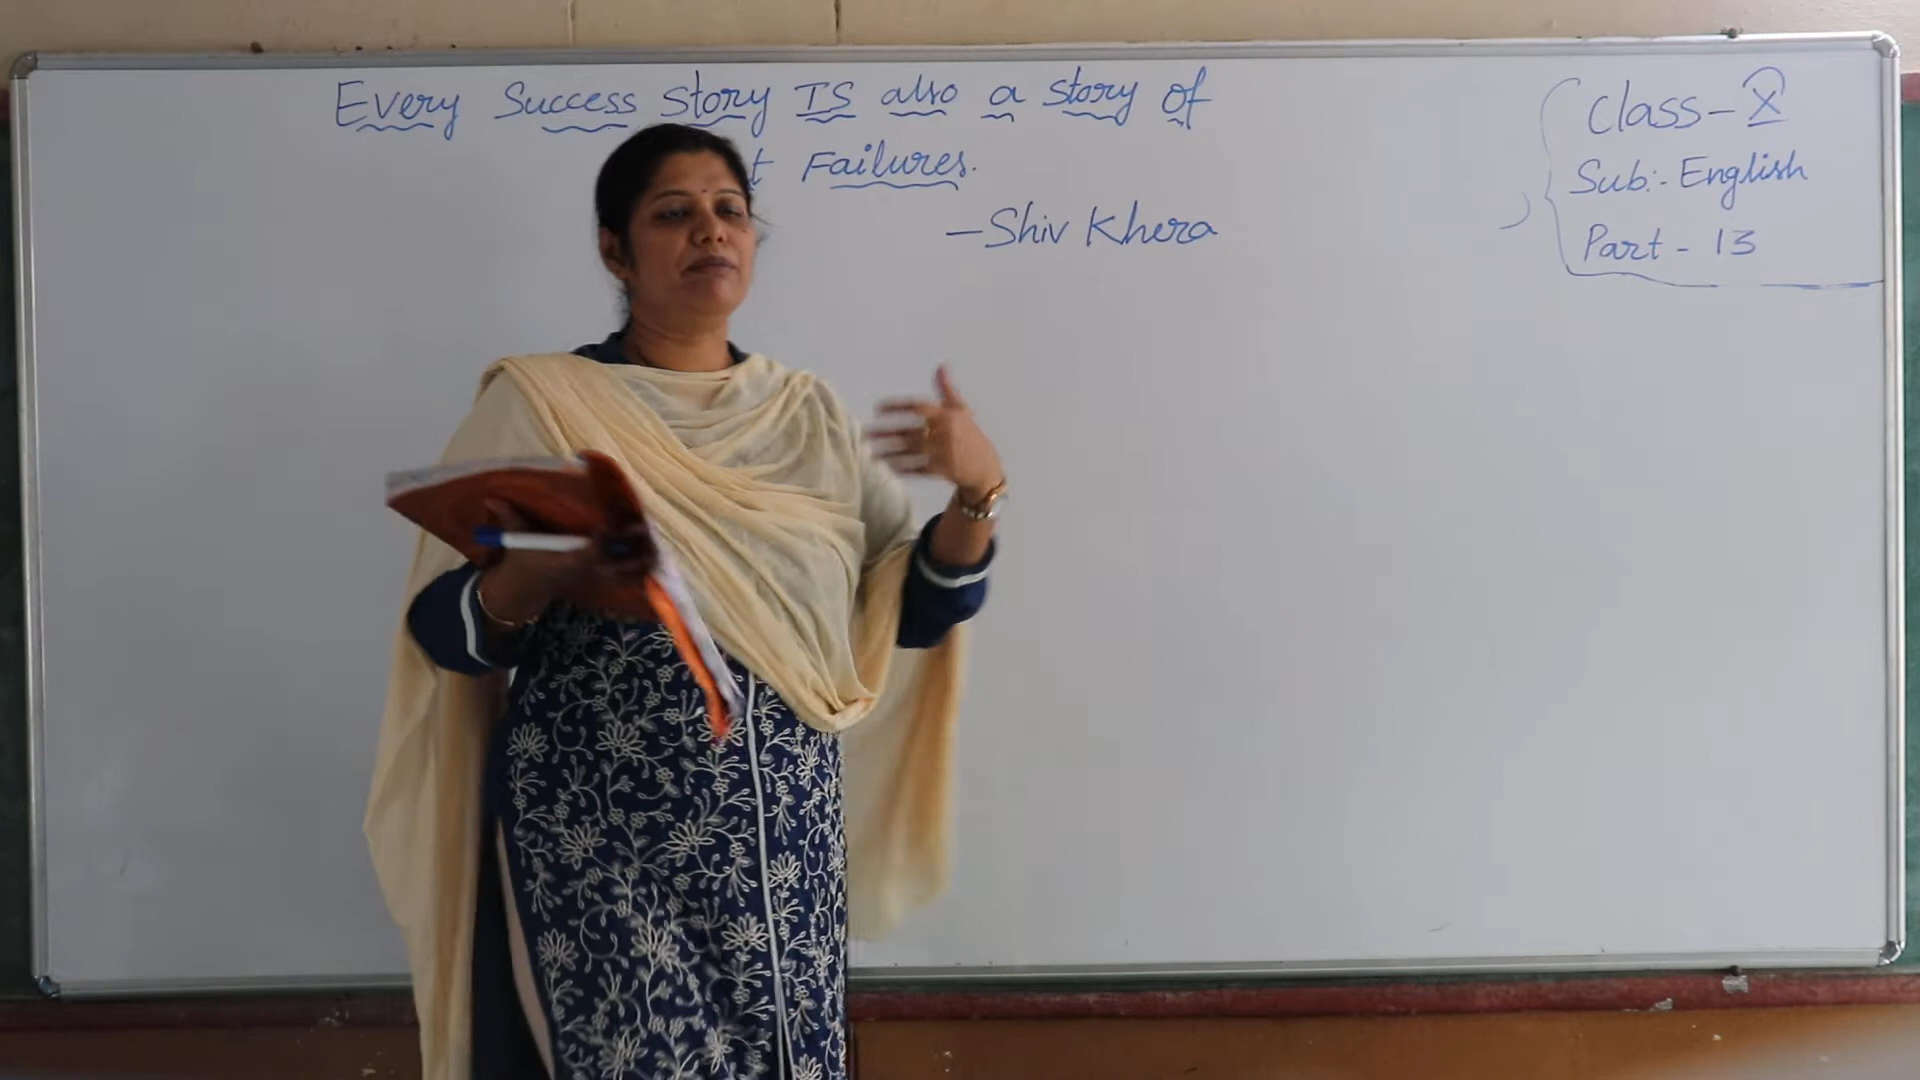 Every Success story IS also a story of
Failures.
- Shiv Khera
Class - X
Sub:- English
Part - 13